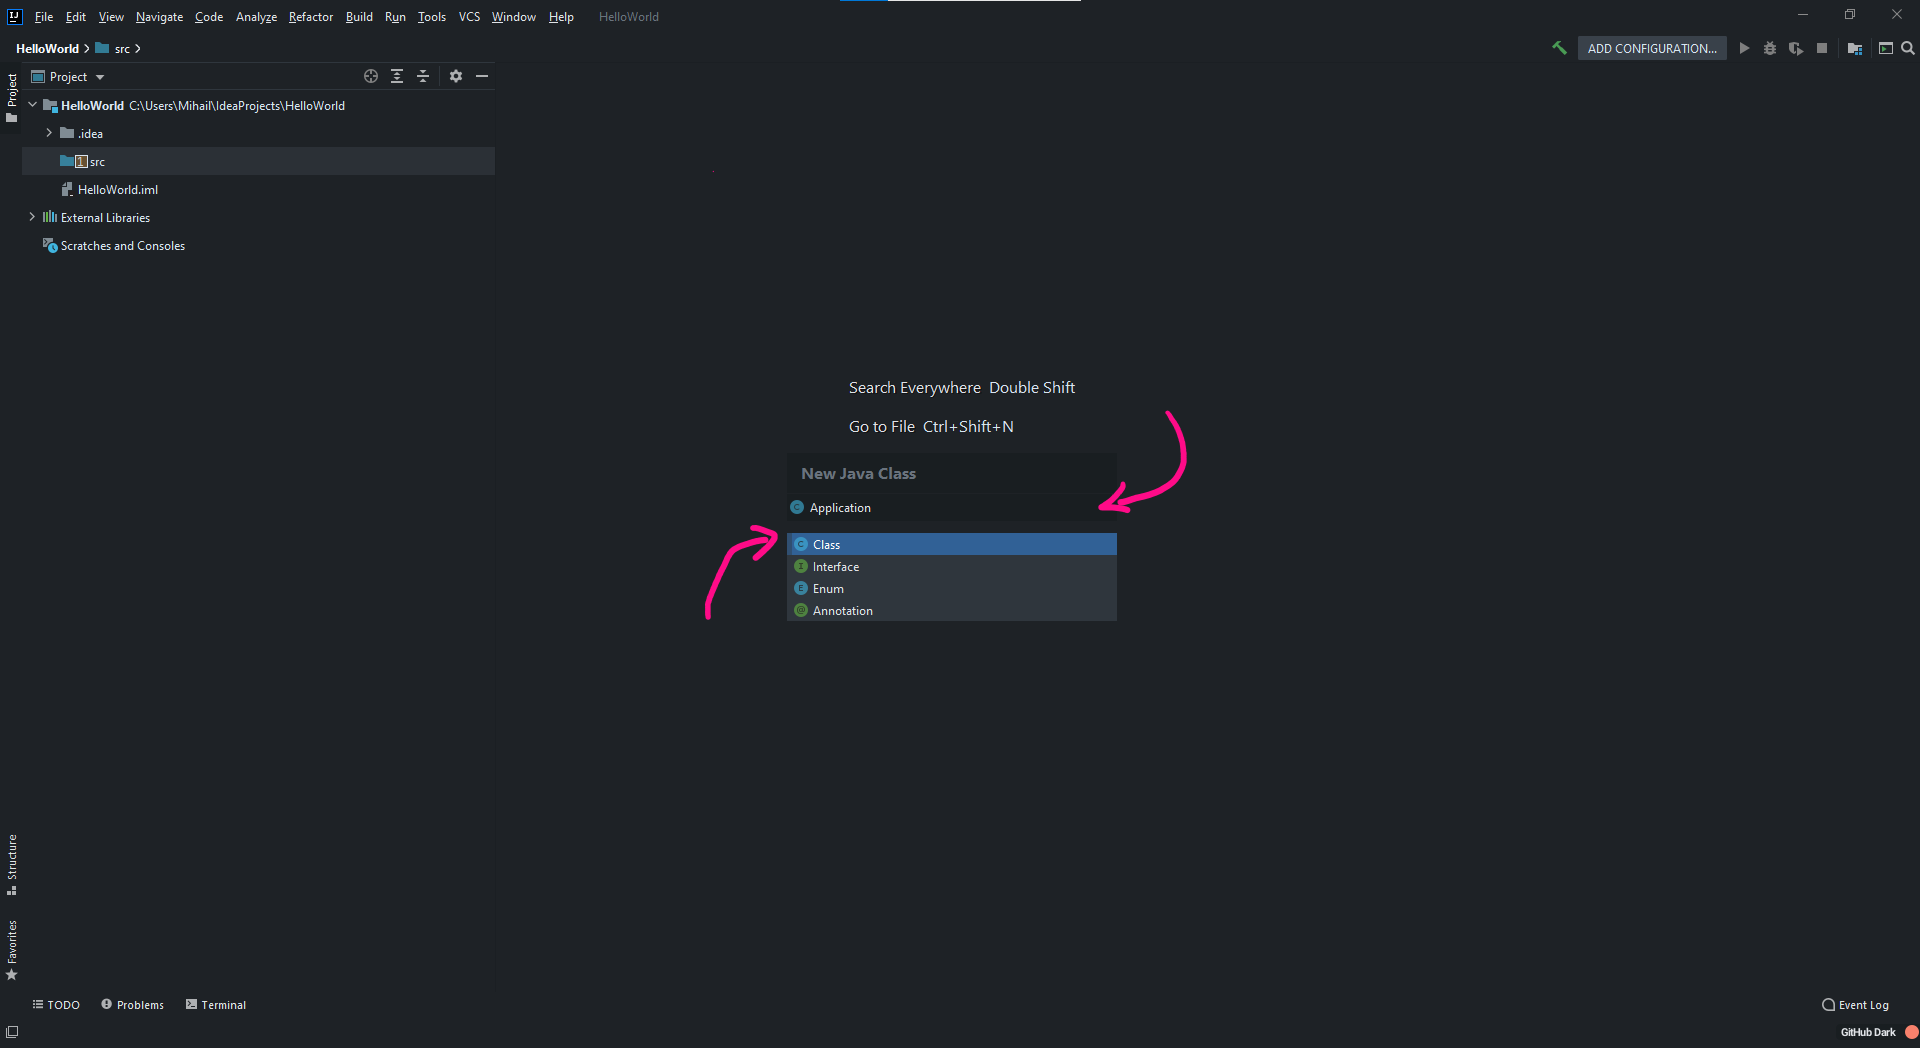 IJ File Edit View Navigate Code Analyze Refactor Build Run Tools VCS Window Help HelloWorld
HelloWorld src
ADD CONFIGURATION...
Project
Project
HelloWorld C:\Users\Mihail\IdeaProjects\HelloWorld
.idea
1 src
HelloWorld.iml
External Libraries
Scratches and Consoles
Search Everywhere Double Shift
Go to File Ctrl+Shift+N
New Java Class
C Application
C Class
I Interface
E Enum
@ Annotation
Structure
Favorites
TODO Problems Terminal
Event Log
GitHub Dark